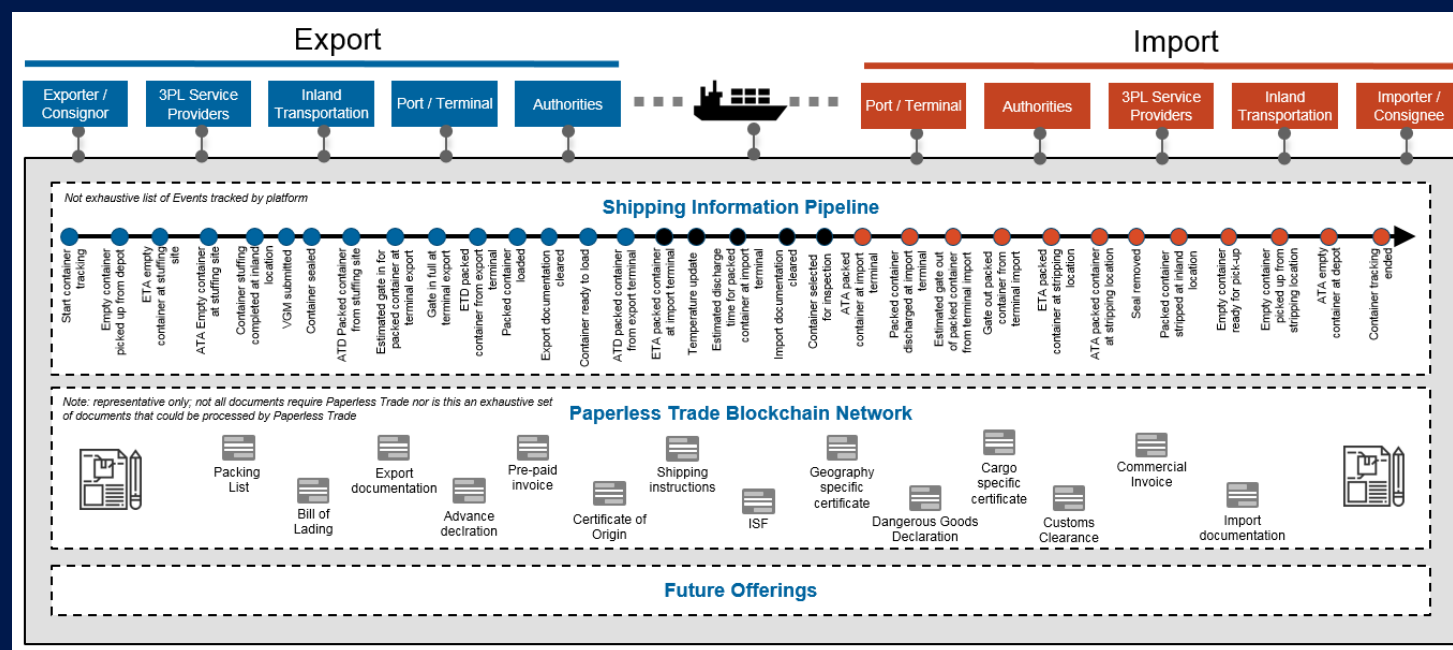 Export
Import
Exporter /
Consignor
3PL Service
Providers
Inland
Transportation
Port / Terminal
Authorities
Port / Terminal
Authorities
3PL Service
Providers
Inland
Transportation
Importer /
Consignee
Not exhaustive list of Events tracked by platform
Shipping Information Pipeline
Start container
tracking
Empty container
picked up from depot
ETA empty
container at stuffing
site
ATA Empty container
at stuffing site
Container stuffing
completed at inland
location
VGM submitted
Container sealed
ATD Packed container
from stuffing site
Estimated gate in for
packed container at
terminal export
Gate in full at
terminal export
ETD packed
container from export
terminal
Packed container
loaded
Export documentation
cleared
Container ready to load
ATD packed container
from export terminal
ETA packed container
at import terminal
Temperature update
Estimated discharge
time for packed
container at import
terminal
Import documentation
cleared
Container selected
for inspection
ATA packed
container at import
terminal
Packed container
discharged at import
terminal
Estimated gate out
of packed container
from terminal import
Gate out packed
container from
terminal import
ETA packed
container at stripping
location
ATA packed container
at stripping location
Seal removed
Packed container
stripped at inland
location
Empty container
ready for pick-up
Empty container
picked up from
stripping location
ATA empty
container at depot
Container tracking
ended
Note: representative only; not all documents require Paperless Trade nor is this an exhaustive set
of documents that could be processed by Paperless Trade
Paperless Trade Blockchain Network
Packing
List
Bill of
Lading
Export
documentation
Advance
declration
Pre-paid
invoice
Certificate of
Origin
Shipping
instructions
ISF
Geography
specific
certificate
Dangerous Goods
Declaration
Cargo
specific
certificate
Customs
Clearance
Commercial
Invoice
Import
documentation
Future Offerings